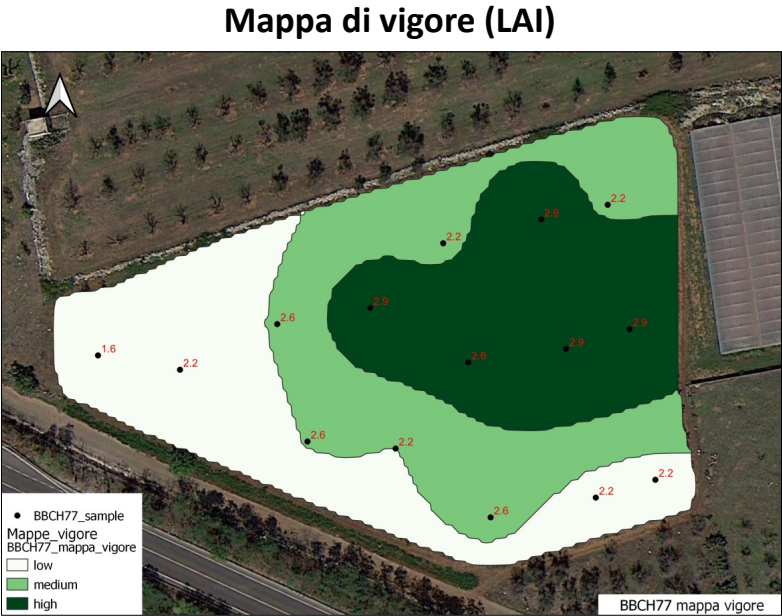 Mappa di vigore (LAI)
2.2
2.9
2.2
2.9
2.6
2.9
2.9
2.6
1.6
2.2
2.6
2.2
2.2
2.2
2.6
BBCH77_sample
Mappe_vigore
BBCH77_mappa_vigore
low
medium
high
BBCH77 mappa vigore